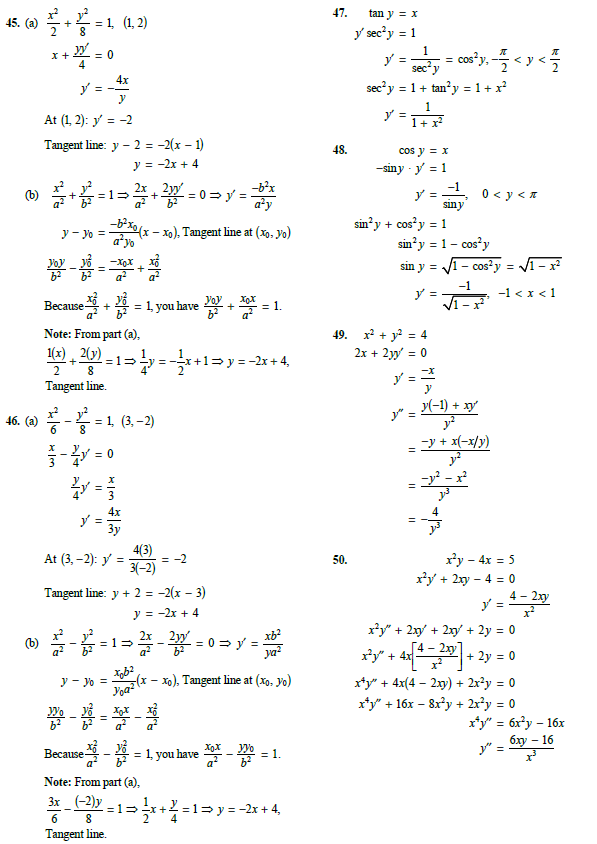 45. (a) x²/2 + y²/8 = 1, (1, 2)
x + yy′/4 = 0
y′ = −4x/y
At (1, 2): y′ = −2
Tangent line: y − 2 = −2(x − 1)
y = −2x + 4
(b) x²/a² + y²/b² = 1 ⇒ 2x/a² + 2yy′/b² = 0 ⇒ y′ = −b²x/a²y
y − y₀ = −b²x₀/a²y₀ (x − x₀), Tangent line at (x₀, y₀)
y₀y/b² − y₀²/b² = −x₀x/a² + x₀²/a²
Because x₀²/a² + y₀²/b² = 1, you have y₀y/b² + x₀x/a² = 1.
Note: From part (a),
1(x)/2 + 2(y)/8 = 1 ⇒ 1/4 y = −1/2 x + 1 ⇒ y = −2x + 4,
Tangent line.
46. (a) x²/6 − y²/8 = 1, (3, −2)
x/3 − y/4 y′ = 0
y/4 y′ = x/3
y′ = 4x/3y
At (3, −2): y′ = 4(3)/3(−2) = −2
Tangent line: y + 2 = −2(x − 3)
y = −2x + 4
(b) x²/a² − y²/b² = 1 ⇒ 2x/a² − 2yy′/b² = 0 ⇒ y′ = xb²/ya²
y − y₀ = x₀b²/y₀a² (x − x₀), Tangent line at (x₀, y₀)
yy₀/b² − y₀²/b² = x₀x/a² − x₀²/a²
Because x₀²/a² − y₀²/b² = 1, you have x₀x/a² − yy₀/b² = 1.
Note: From part (a),
3x/6 − (−2)y/8 = 1 ⇒ 1/2 x + y/4 = 1 ⇒ y = −2x + 4,
Tangent line.
47. tan y = x
y′ sec² y = 1
y′ = 1/sec² y = cos² y, −π/2 < y < π/2
sec² y = 1 + tan² y = 1 + x²
y′ = 1/(1 + x²)
48. cos y = x
−sin y · y′ = 1
y′ = −1/sin y, 0 < y < π
sin² y + cos² y = 1
sin² y = 1 − cos² y
sin y = √(1 − cos² y) = √(1 − x²)
y′ = −1/√(1 − x²), −1 < x < 1
49. x² + y² = 4
2x + 2yy′ = 0
y′ = −x/y
y″ = (y(−1) + xy′)/y²
= (−y + x(−x/y))/y²
= (−y² − x²)/y³
= −4/y³
50. x²y − 4x = 5
x²y′ + 2xy − 4 = 0
y′ = (4 − 2xy)/x²
x²y″ + 2xy′ + 2xy′ + 2y = 0
x²y″ + 4x[(4 − 2xy)/x²] + 2y = 0
x⁴y″ + 4x(4 − 2xy) + 2x²y = 0
x⁴y″ + 16x − 8x²y + 2x²y = 0
x⁴y″ = 6x²y − 16x
y″ = (6xy − 16)/x³